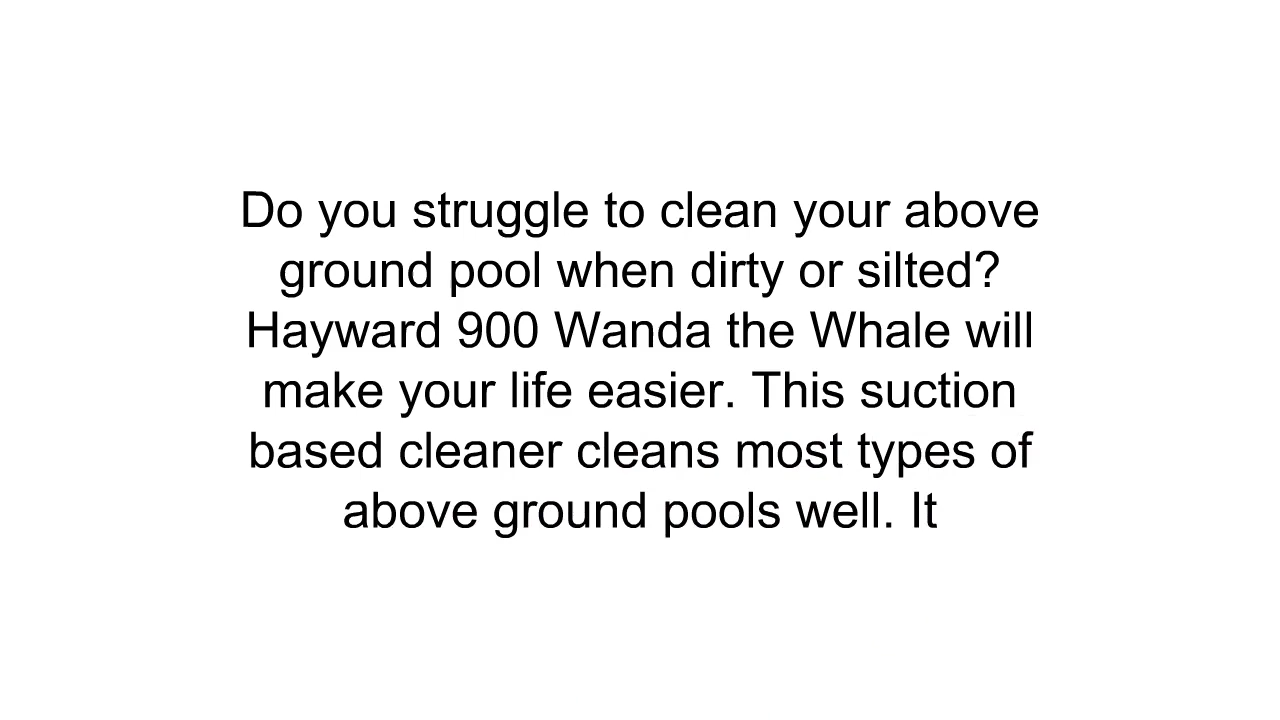 Do you struggle to clean your above
ground pool when dirty or silted?
Hayward 900 Wanda the Whale will
make your life easier. This suction
based cleaner cleans most types of
above ground pools well. It